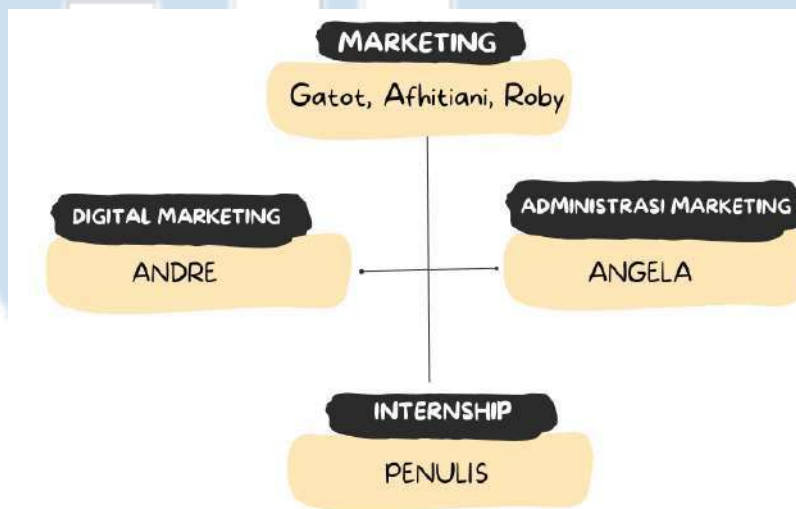 MARKETING
Gatot, Afhitiani, Roby
DIGITAL MARKETING
ANDRE
ADMINISTRASI MARKETING
ANGELA
INTERNSHIP
PENULIS